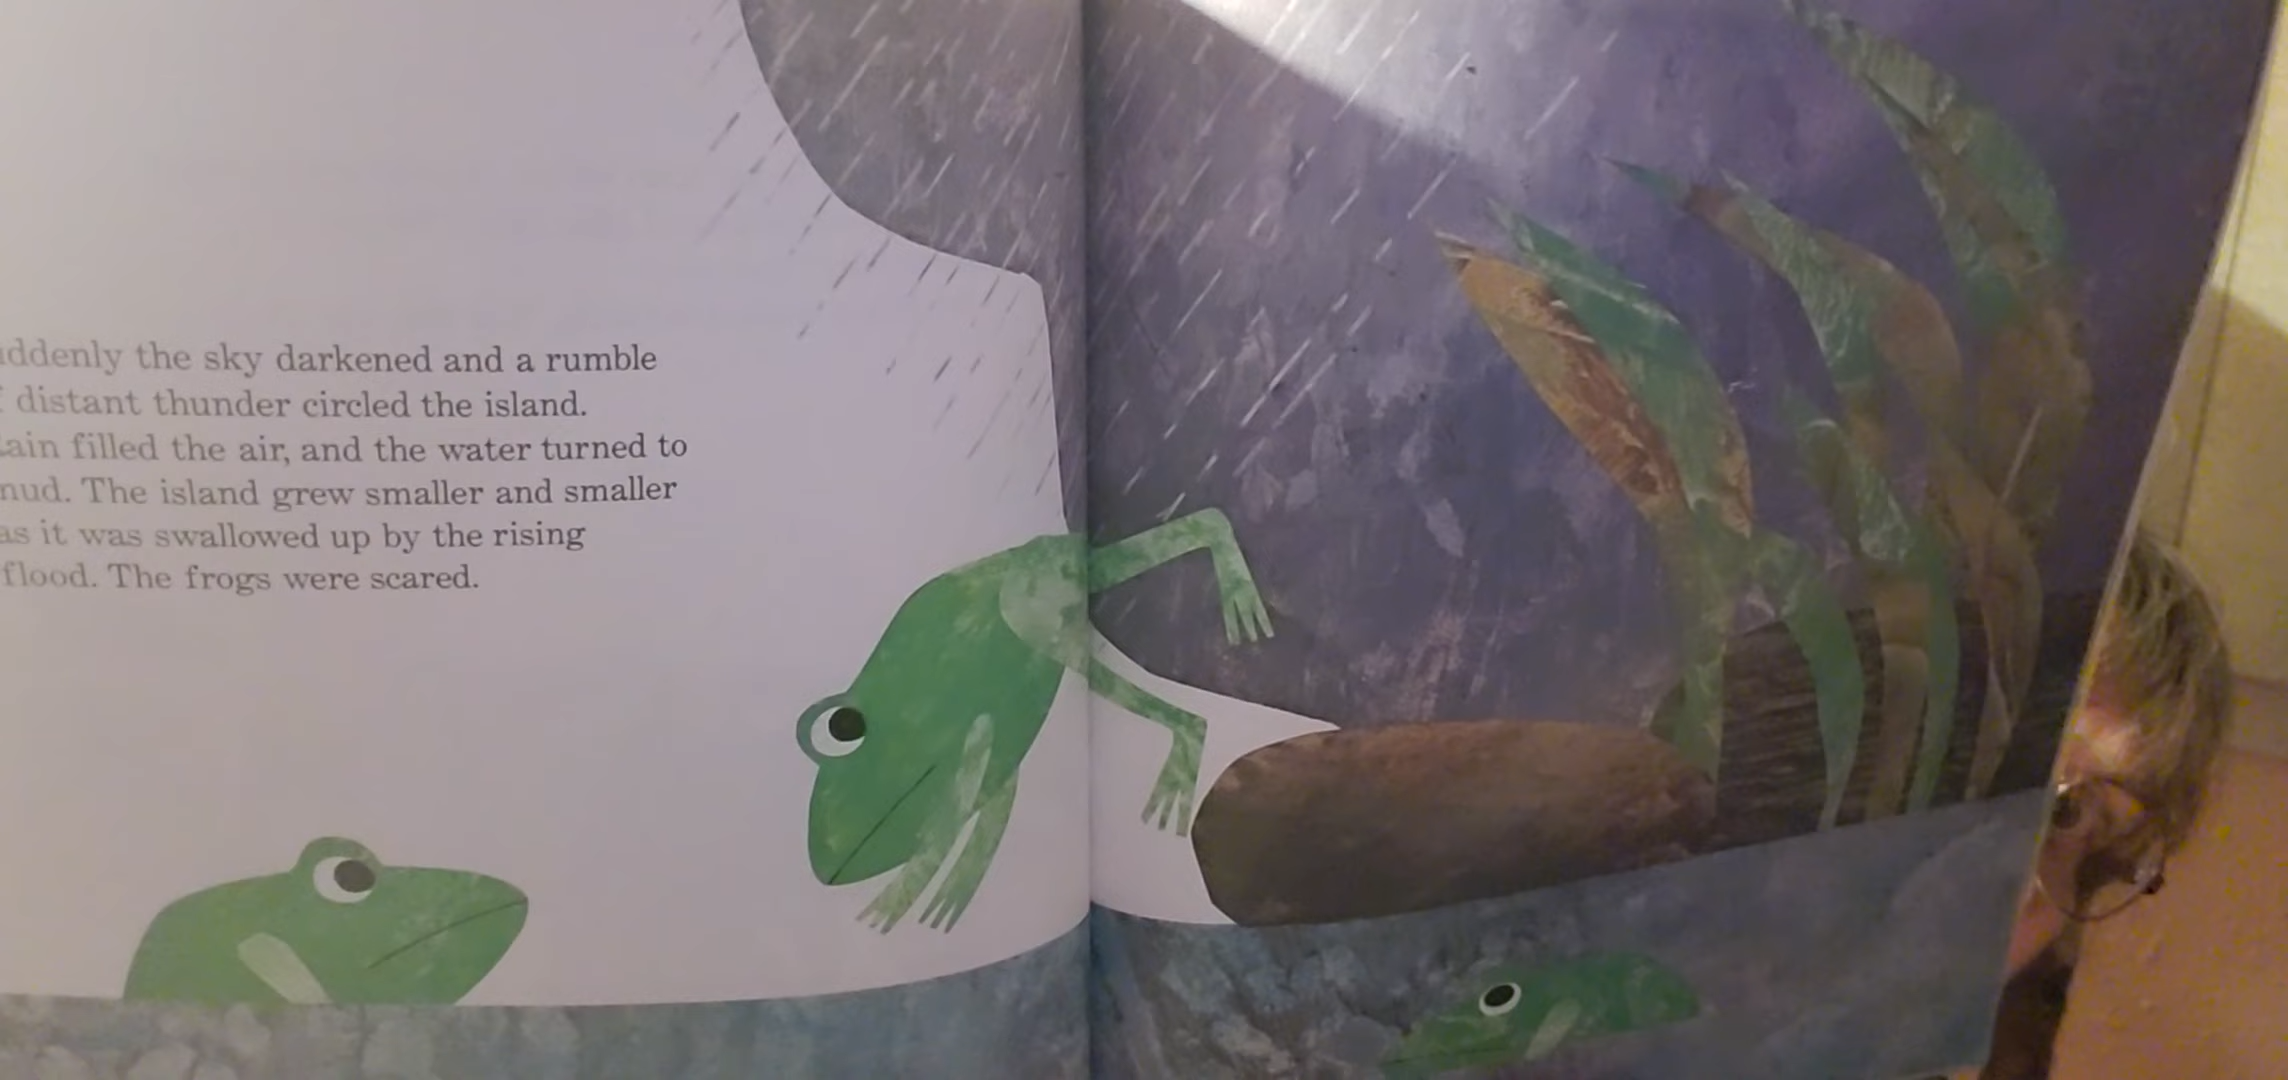 uddenly the sky darkened and a rumble
f distant thunder circled the island.
ain filled the air, and the water turned to
mud. The island grew smaller and smaller
as it was swallowed up by the rising
flood. The frogs were scared.